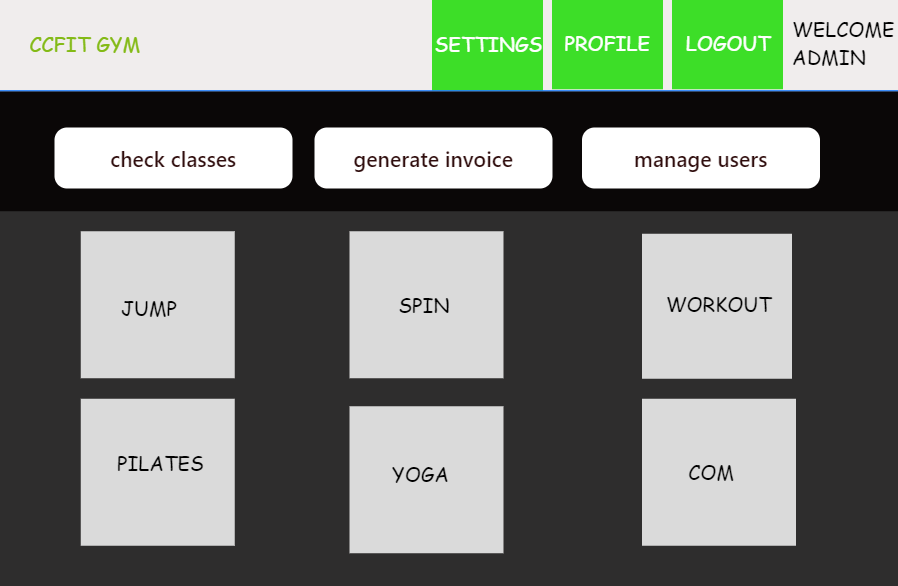 CCFIT GYM
SETTINGS
PROFILE
LOGOUT
WELCOME
ADMIN
check classes
generate invoice
manage users
JUMP
SPIN
WORKOUT
PILATES
YOGA
COM